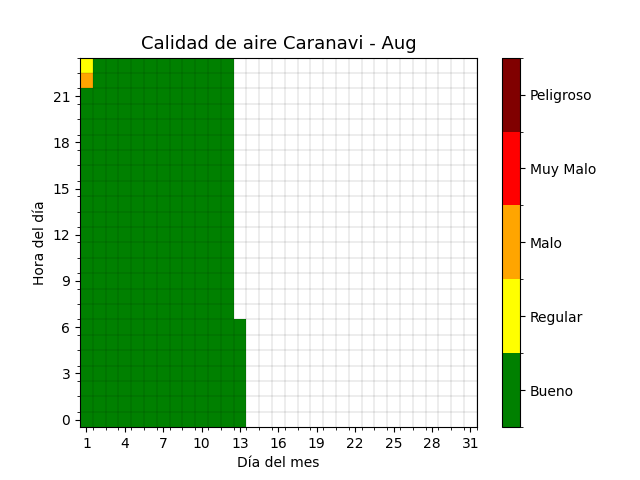 Calidad de aire Caranavi - Aug
Hora del día
21
18
15
12
9
6
3
0
1 4 7 10 13 16 19 22 25 28 31
Día del mes
Peligroso
Muy Malo
Malo
Regular
Bueno